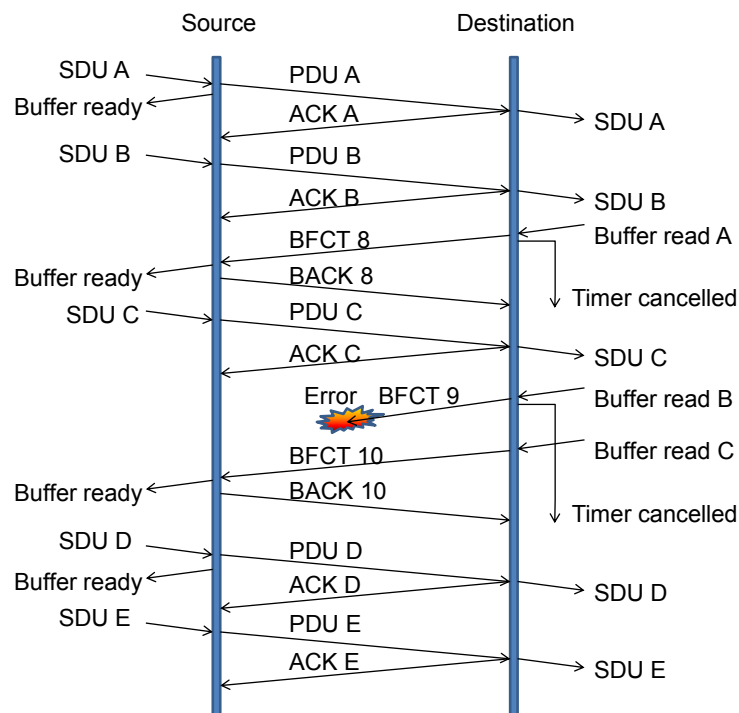 Source Destination
SDU A
PDU A
Buffer ready
ACK A
SDU A
SDU B
PDU B
ACK B
SDU B
BFCT 8
Buffer read A
Buffer ready
BACK 8
Timer cancelled
SDU C
PDU C
ACK C
SDU C
Error BFCT 9
Buffer read B
BFCT 10
Buffer read C
Buffer ready
BACK 10
Timer cancelled
SDU D
PDU D
Buffer ready
ACK D
SDU D
SDU E
PDU E
ACK E
SDU E